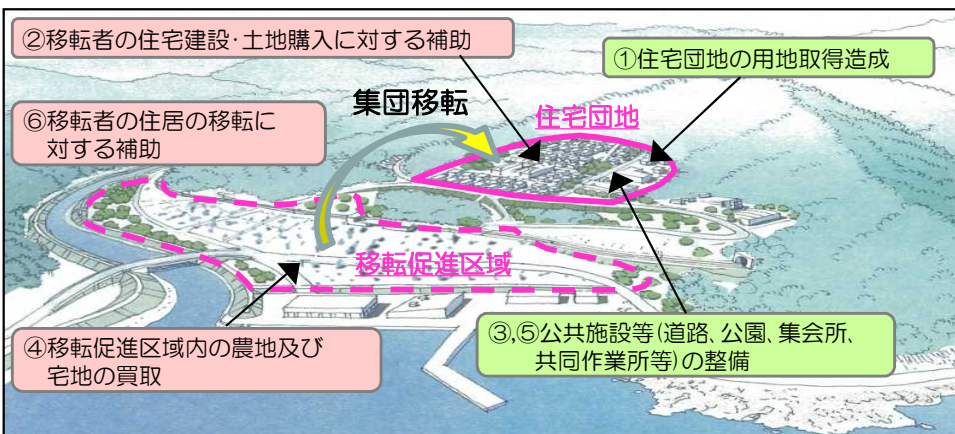 ②移転者の住宅建設・土地購入に対する補助
①住宅団地の用地取得造成
集団移転
住宅団地
⑥移転者の住居の移転に
対する補助
移転促進区域
④移転促進区域内の農地及び
宅地の買取
③,⑤公共施設等(道路、公園、集会所、
共同作業所等)の整備